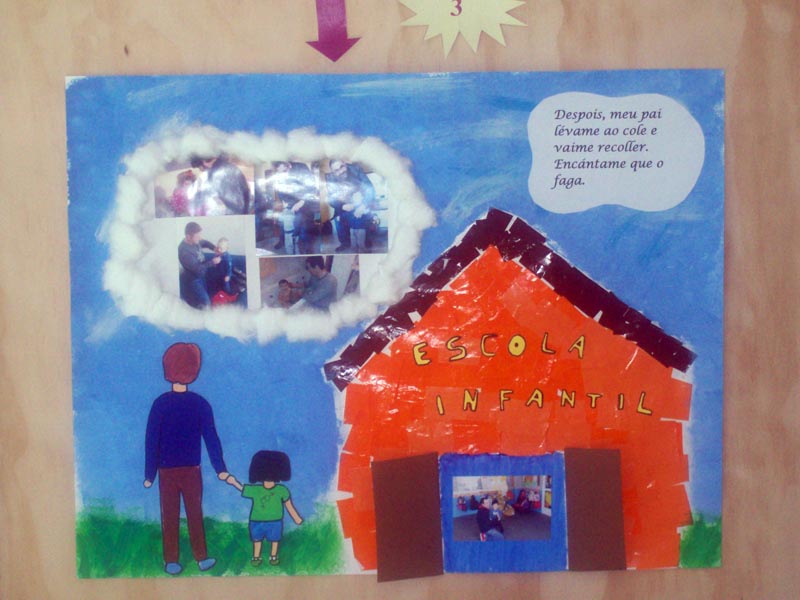 3
Despois, meu pai
lévame ao cole e
vaime recoller.
Encántame que o
faga.
ESCOLA
INFANTIL